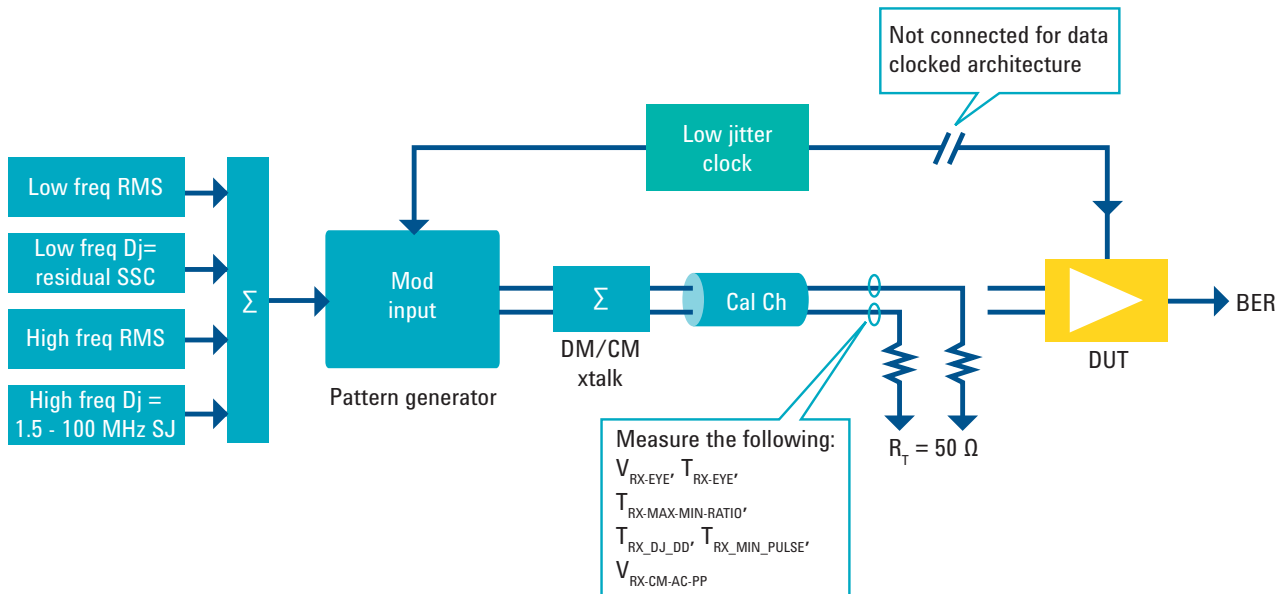 Not connected for data
clocked architecture
Low jitter
clock
Low freq RMS
Low freq Dj=
residual SSC
High freq RMS
High freq Dj =
1.5 - 100 MHz SJ
Σ
Mod
input
Pattern generator
Σ
DM/CM
xtalk
Cal Ch
DUT
BER
R_T = 50 Ω
Measure the following:
V_RX-EYE, T_RX-EYE,
T_RX-MAX-MIN-RATIO,
T_RX_DJ_DD, T_RX_MIN_PULSE,
V_RX-CM-AC-PP